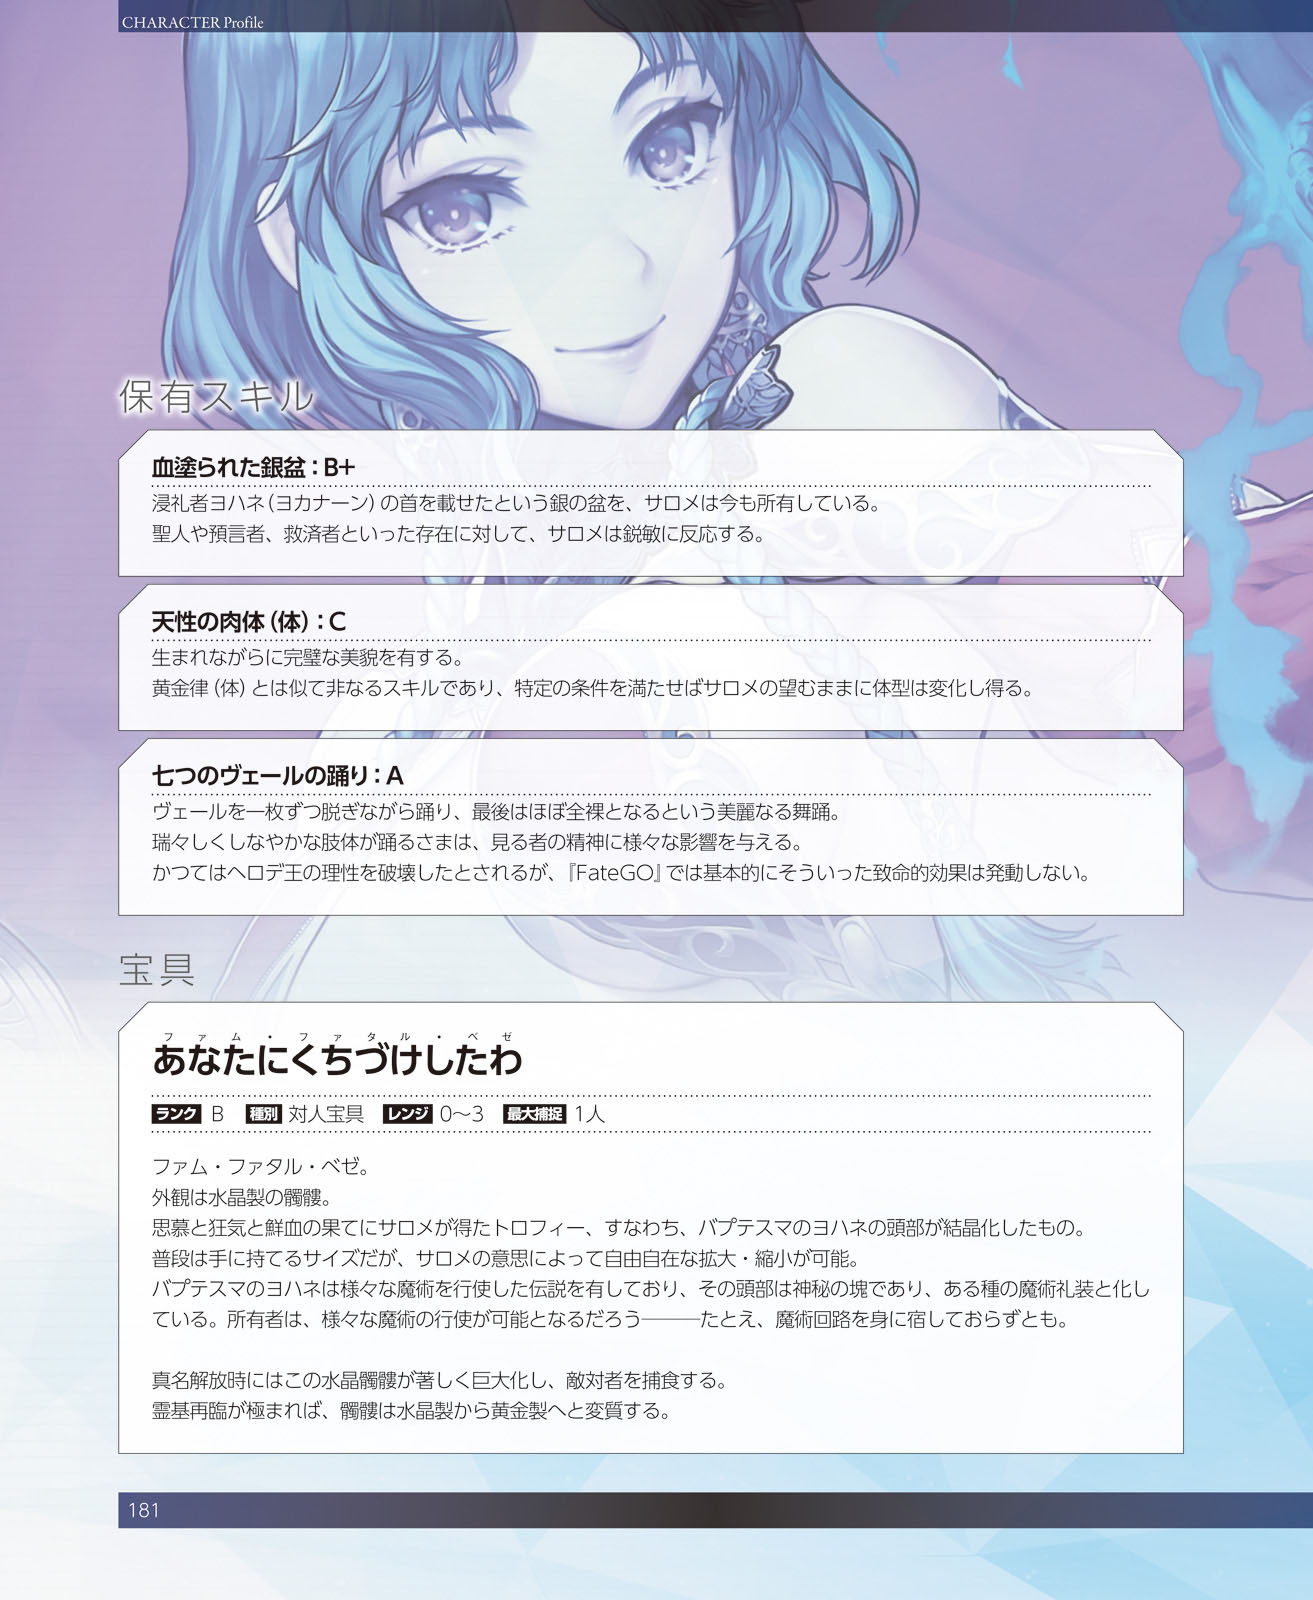 CHARACTER Profile
保有スキル
血塗られた銀盆：B+
浸礼者ヨハネ（ヨカナーン）の首を載せたという銀の盆を、サロメは今も所有している。
聖人や預言者、救済者といった存在に対して、サロメは鋭敏に反応する。
天性の肉体（体）：C
生まれながらに完璧な美貌を有する。
黄金律（体）とは似て非なるスキルであり、特定の条件を満たせばサロメの望むままに体型は変化し得る。
七つのヴェールの踊り：A
ヴェールを一枚ずつ脱ぎながら踊り、最後はほぼ全裸となるという美麗なる舞踊。
瑞々しくしなやかな肢体が踊るさまは、見る者の精神に様々な影響を与える。
かつてはヘロデ王の理性を破壊したとされるが、『FateGO』では基本的にそういった致命的効果は発動しない。
宝具
ファム・ファタル・ベゼ
あなたにくちづけしたわ
ランク B 種別 対人宝具 レンジ 0～3 最大捕捉 1人
ファム・ファタル・ベゼ。
外観は水晶製の髑髏。
思慕と狂気と鮮血の果てにサロメが得たトロフィー、すなわち、バプテスマのヨハネの頭部が結晶化したもの。
普段は手に持てるサイズだが、サロメの意思によって自由自在な拡大・縮小が可能。
バプテスマのヨハネは様々な魔術を行使した伝説を有しており、その頭部は神秘の塊であり、ある種の魔術礼装と化し
ている。所有者は、様々な魔術の行使が可能となるだろう———たとえ、魔術回路を身に宿しておらずとも。
真名解放時にはこの水晶髑髏が著しく巨大化し、敵対者を捕食する。
霊基再臨が極まれば、髑髏は水晶製から黄金製へと変質する。
181